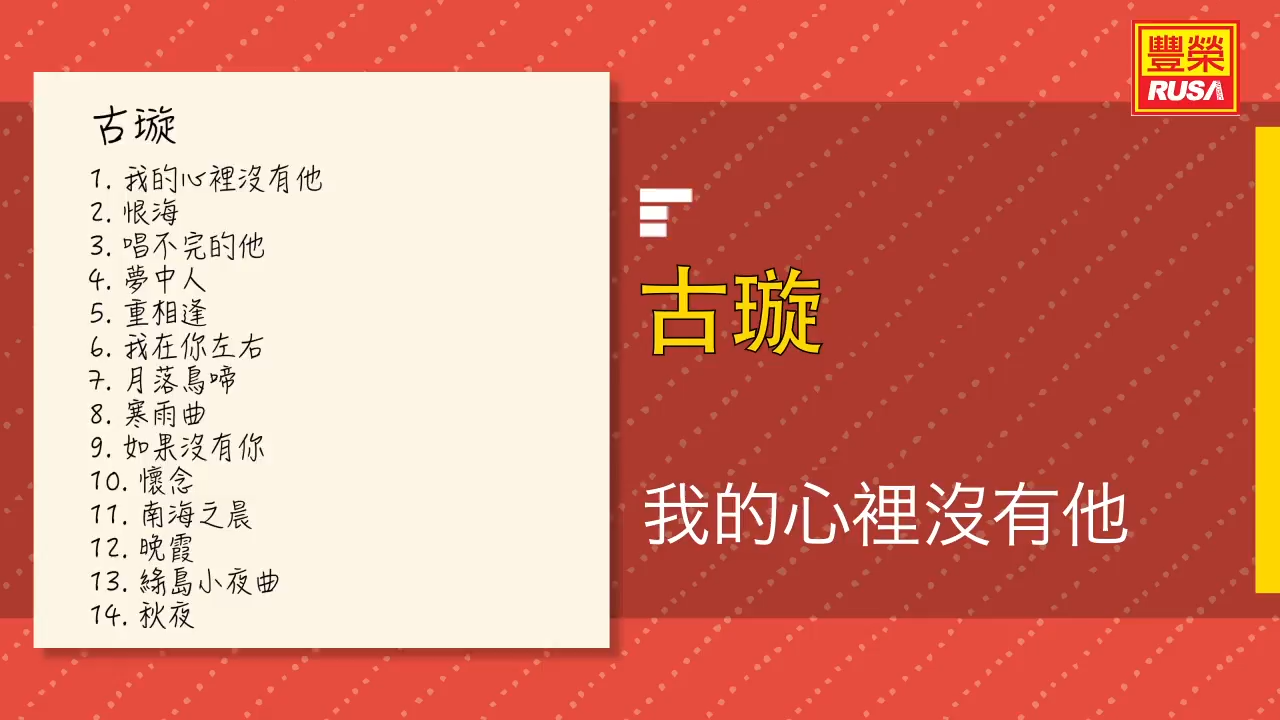 古璇
1. 我的心裡沒有他
2. 恨海
3. 唱不完的他
4. 夢中人
5. 重相逢
6. 我在你左右
7. 月落鳥啼
8. 寒雨曲
9. 如果沒有你
10. 懷念
11. 南海之晨
12. 晚霞
13. 綠島小夜曲
14. 秋夜
豐榮
RUSA
古璇
我的心裡沒有他